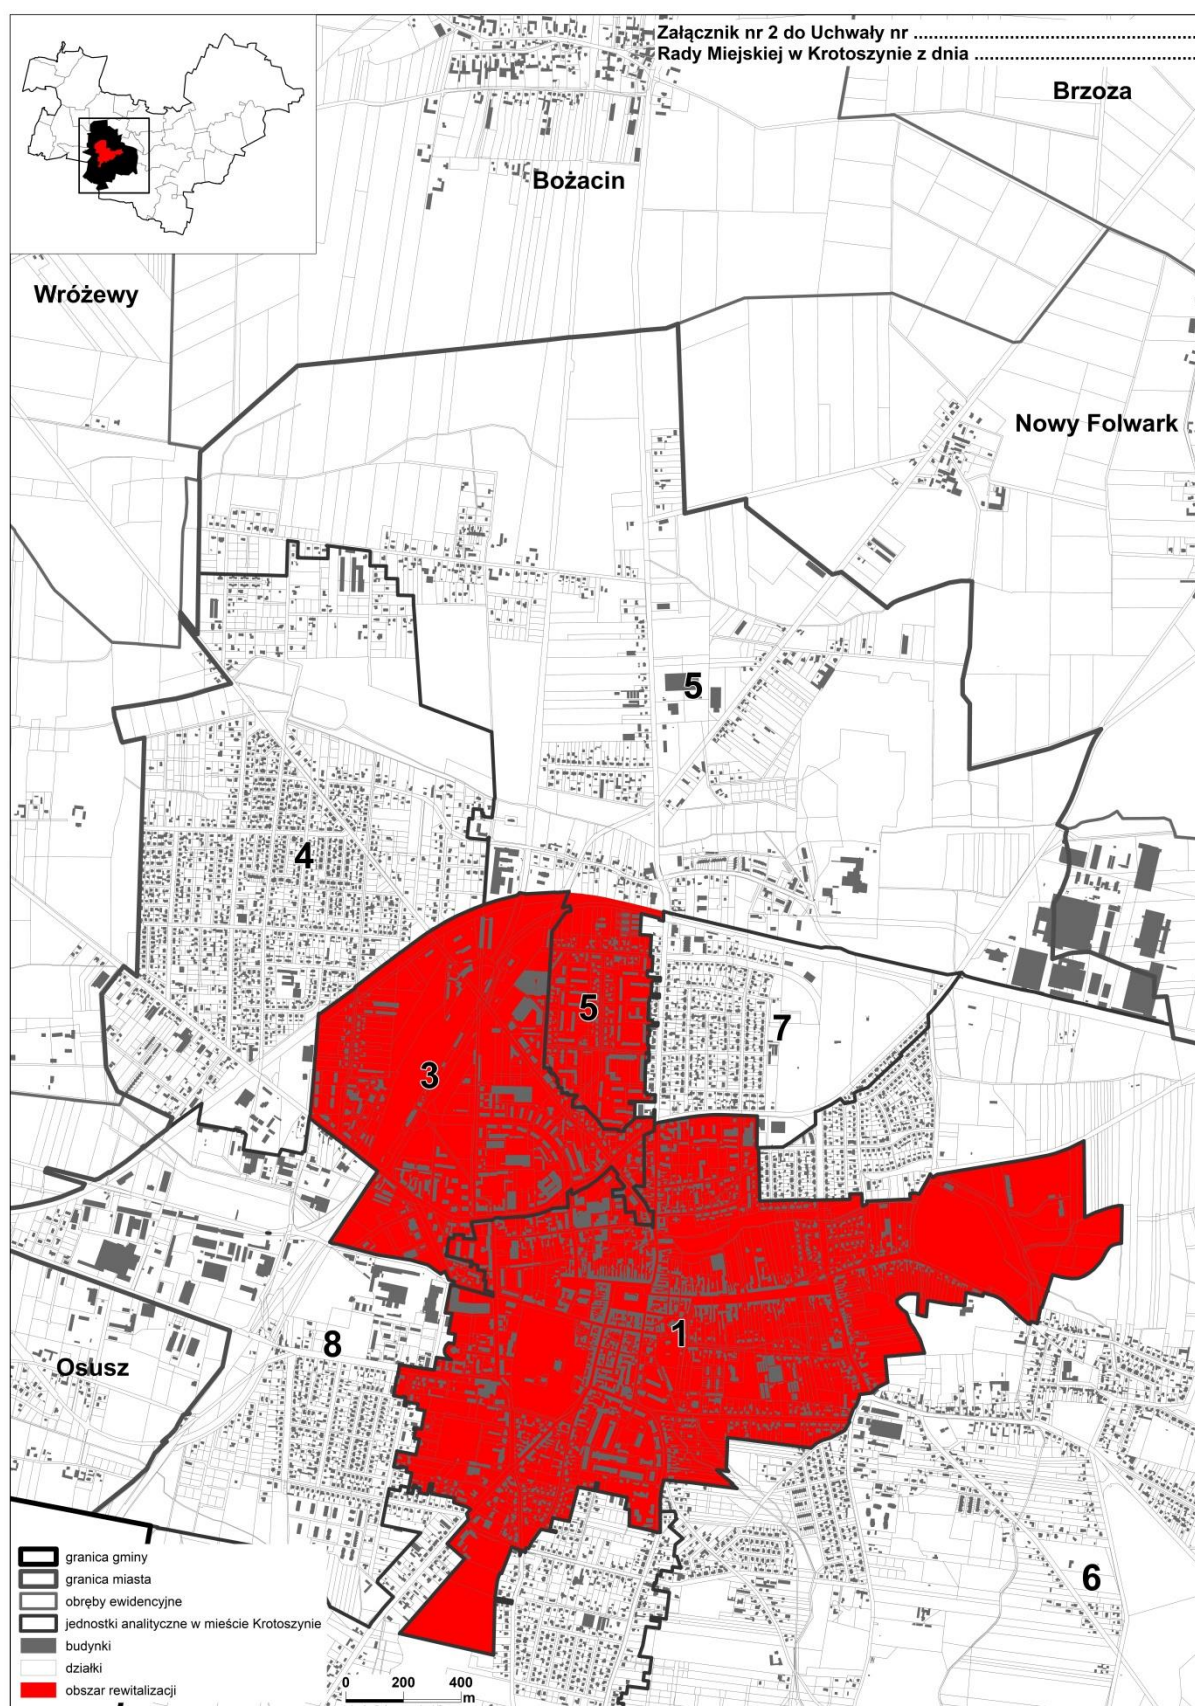 Załącznik nr 2 do Uchwały nr ..........................................
Rady Miejskiej w Krotoszynie z dnia .................................
Brzoza
Bożacin
Wróżewy
Nowy Folwark
5
4
5
7
3
1
8
Osusz
6
granica gminy
granica miasta
obręby ewidencyjne
jednostki analityczne w mieście Krotoszynie
budynki
działki
obszar rewitalizacji
0 200 400
m